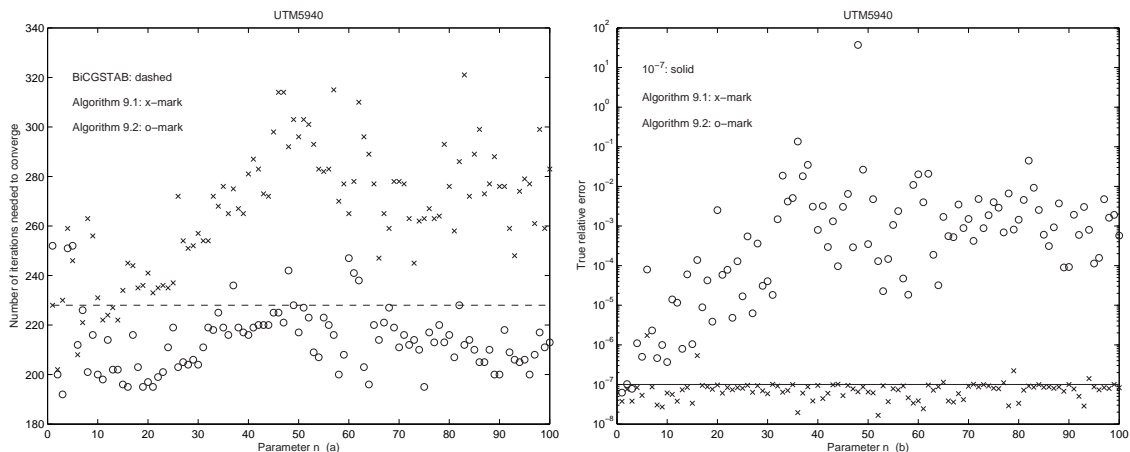 UTM5940
340
320
300
280
260
240
220
200
180
Number of iterations needed to converge
BiCGSTAB: dashed
Algorithm 9.1: x−mark
Algorithm 9.2: o−mark
0 10 20 30 40 50 60 70 80 90 100
Parameter n (a)
UTM5940
10^2
10^1
10^0
10^−1
10^−2
10^−3
10^−4
10^−5
10^−6
10^−7
10^−8
True relative error
10^−7: solid
Algorithm 9.1: x−mark
Algorithm 9.2: o−mark
0 10 20 30 40 50 60 70 80 90 100
Parameter n (b)